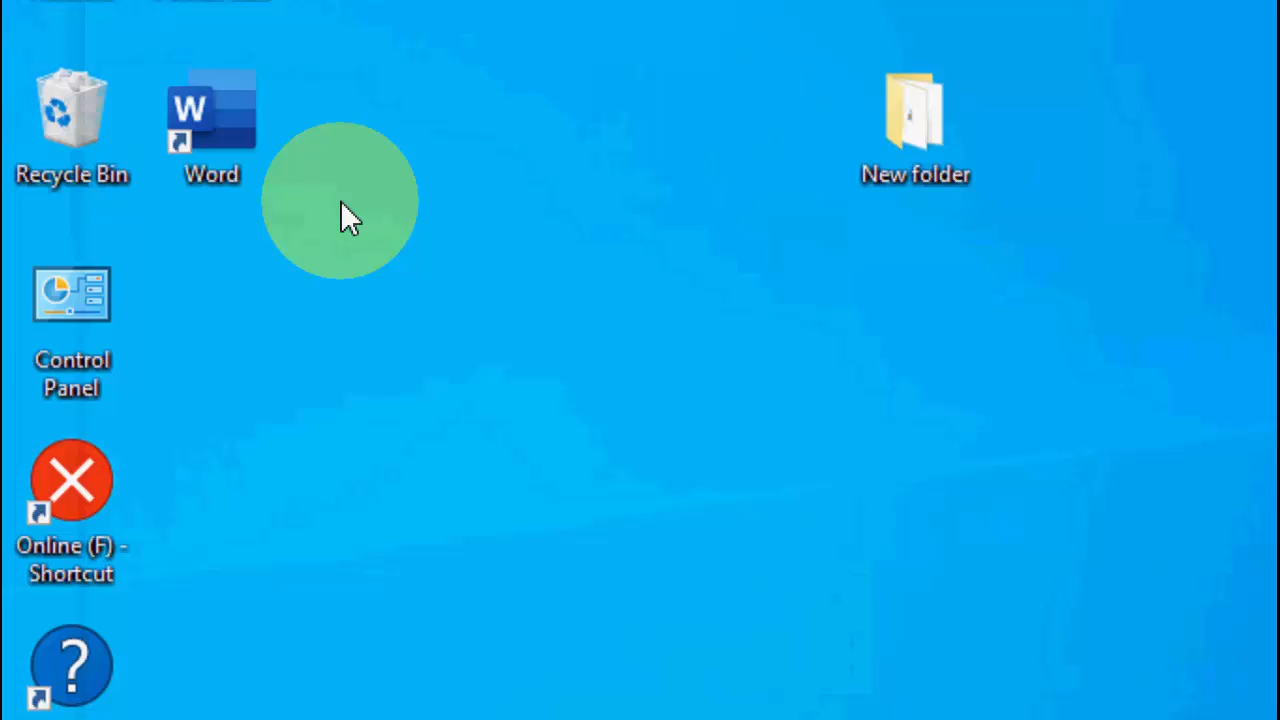 Recycle Bin
W
Word
New folder
Control
Panel
Online (F) -
Shortcut
?